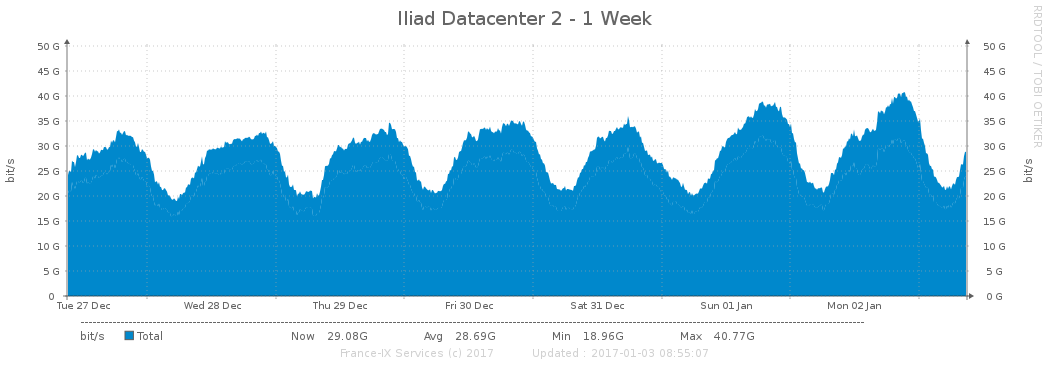 Iliad Datacenter 2 - 1 Week
RRDTOOL / TOBI OETIKER
50 G 50 G
45 G 45 G
40 G 40 G
35 G 35 G
30 G 30 G
25 G 25 G
20 G 20 G
15 G 15 G
10 G 10 G
5 G 5 G
0 0 G
bit/s bit/s
Tue 27 Dec Wed 28 Dec Thu 29 Dec Fri 30 Dec Sat 31 Dec Sun 01 Jan Mon 02 Jan
bit/s Total Now 29.08G Avg 28.69G Min 18.96G Max 40.77G
France-IX Services (c) 2017 Updated : 2017-01-03 08:55:07